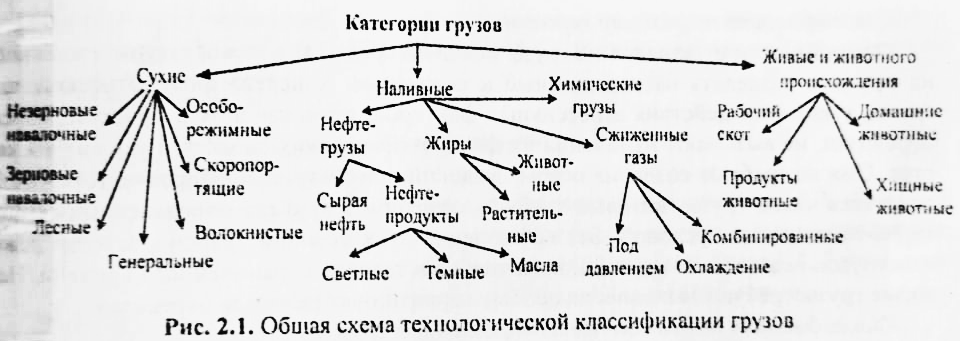 Категории грузов
Сухие
Наливные
Химические
грузы
Живые и животного
происхождения
Незерновые
навалочные
Особо-
режимные
Зерновые
навалочные
Скоропор-
тящие
Лесные
Волокнистые
Генеральные
Нефте-
грузы
Жиры
Сжиженные
газы
Сырая
нефть
Нефте-
продукты
Живот-
ные
Раститель-
ные
Светлые
Темные
Масла
Под
давлением
Комбинированные
Охлаждение
Рабочий
скот
Домашние
животные
Продукты
животные
Хищные
животные
Рис. 2.1. Общая схема технологической классификации грузов